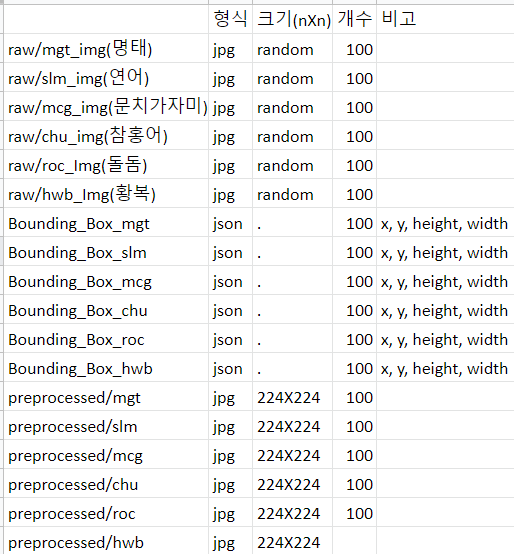 형식 크기(nXn) 개수 비고
raw/mgt_img(명태) jpg random 100
raw/slm_img(연어) jpg random 100
raw/mcg_img(문치가자미) jpg random 100
raw/chu_img(참홍어) jpg random 100
raw/roc_Img(돌돔) jpg random 100
raw/hwb_Img(황복) jpg random 100
Bounding_Box_mgt json . 100 x, y, height, width
Bounding_Box_slm json . 100 x, y, height, width
Bounding_Box_mcg json . 100 x, y, height, width
Bounding_Box_chu json . 100 x, y, height, width
Bounding_Box_roc json . 100 x, y, height, width
Bounding_Box_hwb json . 100 x, y, height, width
preprocessed/mgt jpg 224X224 100
preprocessed/slm jpg 224X224 100
preprocessed/mcg jpg 224X224 100
preprocessed/chu jpg 224X224 100
preprocessed/roc jpg 224X224 100
preprocessed/hwb jpg 224X224